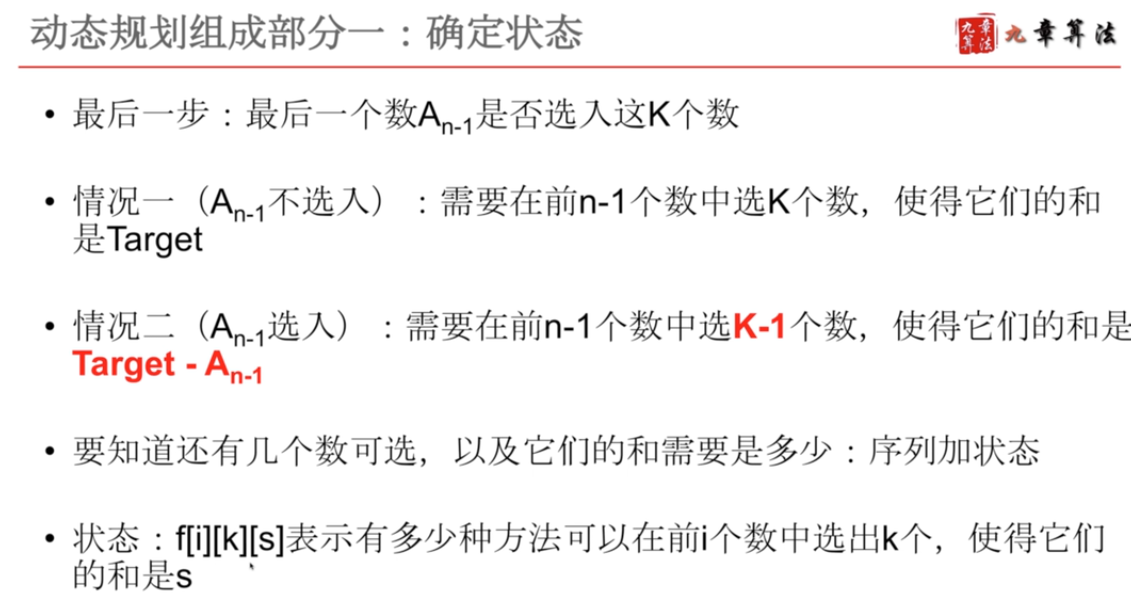 动态规划组成部分一：确定状态
九章算法
九章算法
• 最后一步：最后一个数An-1是否选入这K个数
• 情况一（An-1不选入）：需要在前n-1个数中选K个数，使得它们的和
是Target
• 情况二（An-1选入）：需要在前n-1个数中选K-1个数，使得它们的和是
Target - An-1
• 要知道还有几个数可选，以及它们的和需要是多少：序列加状态
• 状态：f[i][k][s]表示有多少种方法可以在前i个数中选出k个，使得它们
的和是s